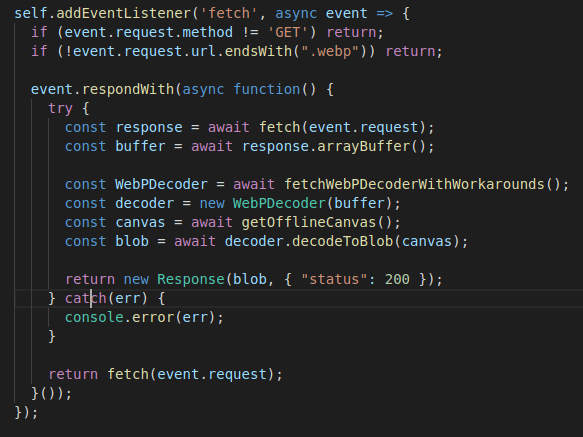 self.addEventListener('fetch', async event => {
  if (event.request.method != 'GET') return;
  if (!event.request.url.endsWith(".webp")) return;

  event.respondWith(async function() {
    try {
      const response = await fetch(event.request);
      const buffer = await response.arrayBuffer();

      const WebPDecoder = await fetchWebPDecoderWithWorkarounds();
      const decoder = new WebPDecoder(buffer);
      const canvas = await getOfflineCanvas();
      const blob = await decoder.decodeToBlob(canvas);

      return new Response(blob, { "status": 200 });
    } catch(err) {
      console.error(err);
    }

    return fetch(event.request);
  }());
});